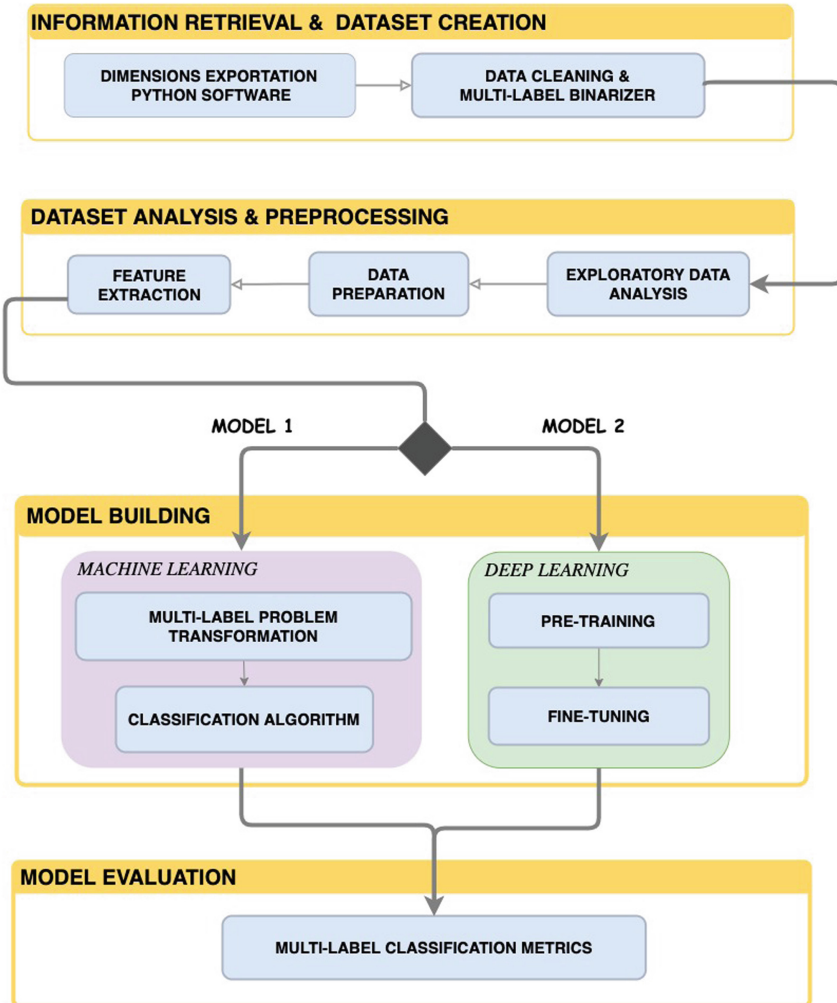 INFORMATION RETRIEVAL & DATASET CREATION
DIMENSIONS EXPORTATION
PYTHON SOFTWARE
DATA CLEANING &
MULTI-LABEL BINARIZER
DATASET ANALYSIS & PREPROCESSING
FEATURE
EXTRACTION
DATA
PREPARATION
EXPLORATORY DATA
ANALYSIS
MODEL 1
MODEL 2
MODEL BUILDING
MACHINE LEARNING
MULTI-LABEL PROBLEM
TRANSFORMATION
CLASSIFICATION ALGORITHM
DEEP LEARNING
PRE-TRAINING
FINE-TUNING
MODEL EVALUATION
MULTI-LABEL CLASSIFICATION METRICS